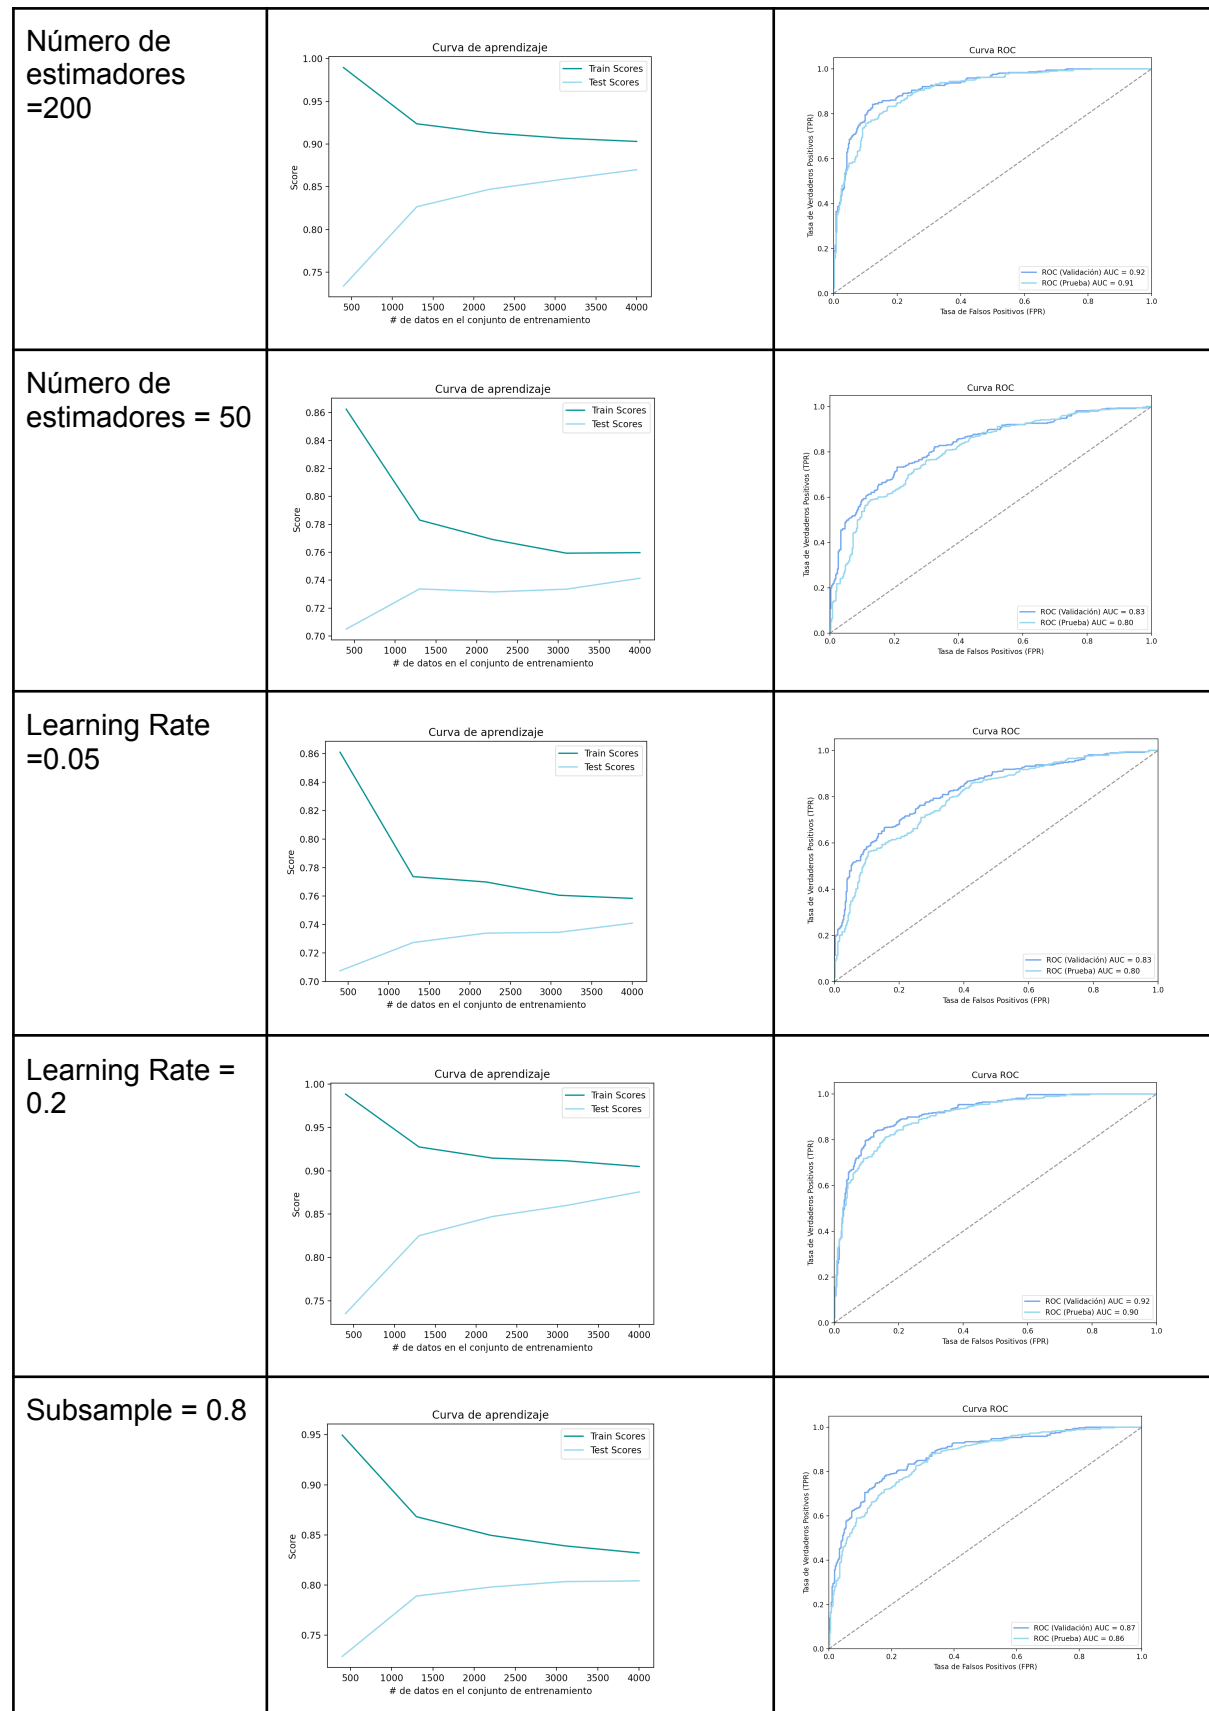 Número de
estimadores
=200
Curva de aprendizaje
Train Scores
Test Scores
1.00
0.95
0.90
0.85
0.80
0.75
Score
500 1000 1500 2000 2500 3000 3500 4000
# de datos en el conjunto de entrenamiento
Curva ROC
1.0
0.8
0.6
0.4
0.2
0.0
Tasa de Verdaderos Positivos (TPR)
ROC (Validación) AUC = 0.92
ROC (Prueba) AUC = 0.91
0.0 0.2 0.4 0.6 0.8 1.0
Tasa de Falsos Positivos (FPR)
Número de
estimadores = 50
Curva de aprendizaje
Train Scores
Test Scores
0.86
0.84
0.82
0.80
0.78
0.76
0.74
0.72
0.70
Score
500 1000 1500 2000 2500 3000 3500 4000
# de datos en el conjunto de entrenamiento
Curva ROC
1.0
0.8
0.6
0.4
0.2
0.0
Tasa de Verdaderos Positivos (TPR)
ROC (Validación) AUC = 0.83
ROC (Prueba) AUC = 0.80
0.0 0.2 0.4 0.6 0.8 1.0
Tasa de Falsos Positivos (FPR)
Learning Rate
=0.05
Curva de aprendizaje
Train Scores
Test Scores
0.86
0.84
0.82
0.80
0.78
0.76
0.74
0.72
0.70
Score
500 1000 1500 2000 2500 3000 3500 4000
# de datos en el conjunto de entrenamiento
Curva ROC
1.0
0.8
0.6
0.4
0.2
0.0
Tasa de Verdaderos Positivos (TPR)
ROC (Validación) AUC = 0.83
ROC (Prueba) AUC = 0.80
0.0 0.2 0.4 0.6 0.8 1.0
Tasa de Falsos Positivos (FPR)
Learning Rate =
0.2
Curva de aprendizaje
Train Scores
Test Scores
1.00
0.95
0.90
0.85
0.80
0.75
Score
500 1000 1500 2000 2500 3000 3500 4000
# de datos en el conjunto de entrenamiento
Curva ROC
1.0
0.8
0.6
0.4
0.2
0.0
Tasa de Verdaderos Positivos (TPR)
ROC (Validación) AUC = 0.92
ROC (Prueba) AUC = 0.90
0.0 0.2 0.4 0.6 0.8 1.0
Tasa de Falsos Positivos (FPR)
Subsample = 0.8
Curva de aprendizaje
Train Scores
Test Scores
0.95
0.90
0.85
0.80
0.75
Score
500 1000 1500 2000 2500 3000 3500 4000
# de datos en el conjunto de entrenamiento
Curva ROC
1.0
0.8
0.6
0.4
0.2
0.0
Tasa de Verdaderos Positivos (TPR)
ROC (Validación) AUC = 0.87
ROC (Prueba) AUC = 0.86
0.0 0.2 0.4 0.6 0.8 1.0
Tasa de Falsos Positivos (FPR)